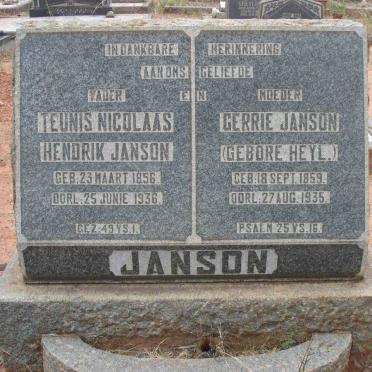 IN DANKBARE HERINNERING
AAN ONS GELIEFDE
VADER EN MOEDER
TEUNIS NICOLAAS
HENDRIK JANSON
GEB. 23 MAART 1856.
OORL. 25 JUNIE 1936.
GEZ. 49 VS. 1.
GERRIE JANSON
(GEBORE HEYL.)
GEB. 18 SEPT. 1859.
OORL. 27 AUG. 1935.
PSALM 25 VS. 16.
JANSON